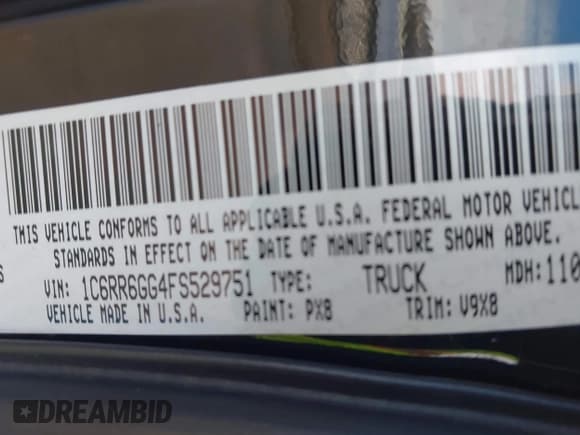 THIS VEHICLE CONFORMS TO ALL APPLICABLE U.S.A. FEDERAL MOTOR VEHICL
STANDARDS IN EFFECT ON THE DATE OF MANUFACTURE SHOWN ABOVE.
VIN: 1C6RR6GG4FS529751 TYPE: TRUCK MDH:110
VEHICLE MADE IN U.S.A. PAINT: PX8 TRIM: V9X8
DREAMBID